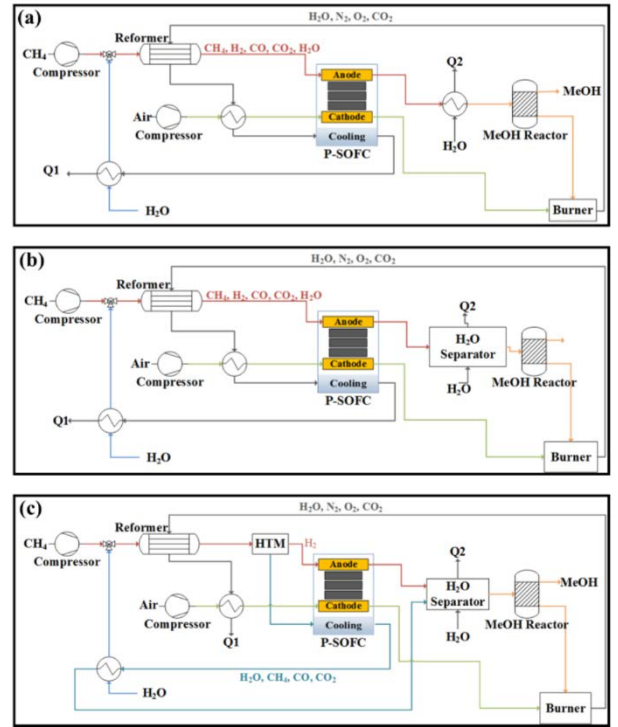 (a)
H₂O, N₂, O₂, CO₂
Reformer
CH₄
Compressor
CH₄, H₂, CO, CO₂, H₂O
Anode
Q2
MeOH
Air
Compressor
Cathode
Cooling
P-SOFC
H₂O
MeOH Reactor
Q1
H₂O
Burner
(b)
H₂O, N₂, O₂, CO₂
Reformer
CH₄
Compressor
CH₄, H₂, CO, CO₂, H₂O
Anode
Q2
H₂O
Separator
Air
Compressor
Cathode
Cooling
P-SOFC
H₂O
MeOH Reactor
Q1
H₂O
Burner
(c)
H₂O, N₂, O₂, CO₂
Reformer
CH₄
Compressor
HTM
H₂
Anode
Q2
H₂O
Separator
MeOH
Air
Compressor
Cathode
Cooling
P-SOFC
Q1
H₂O
MeOH Reactor
H₂O, CH₄, CO, CO₂
H₂O
Burner